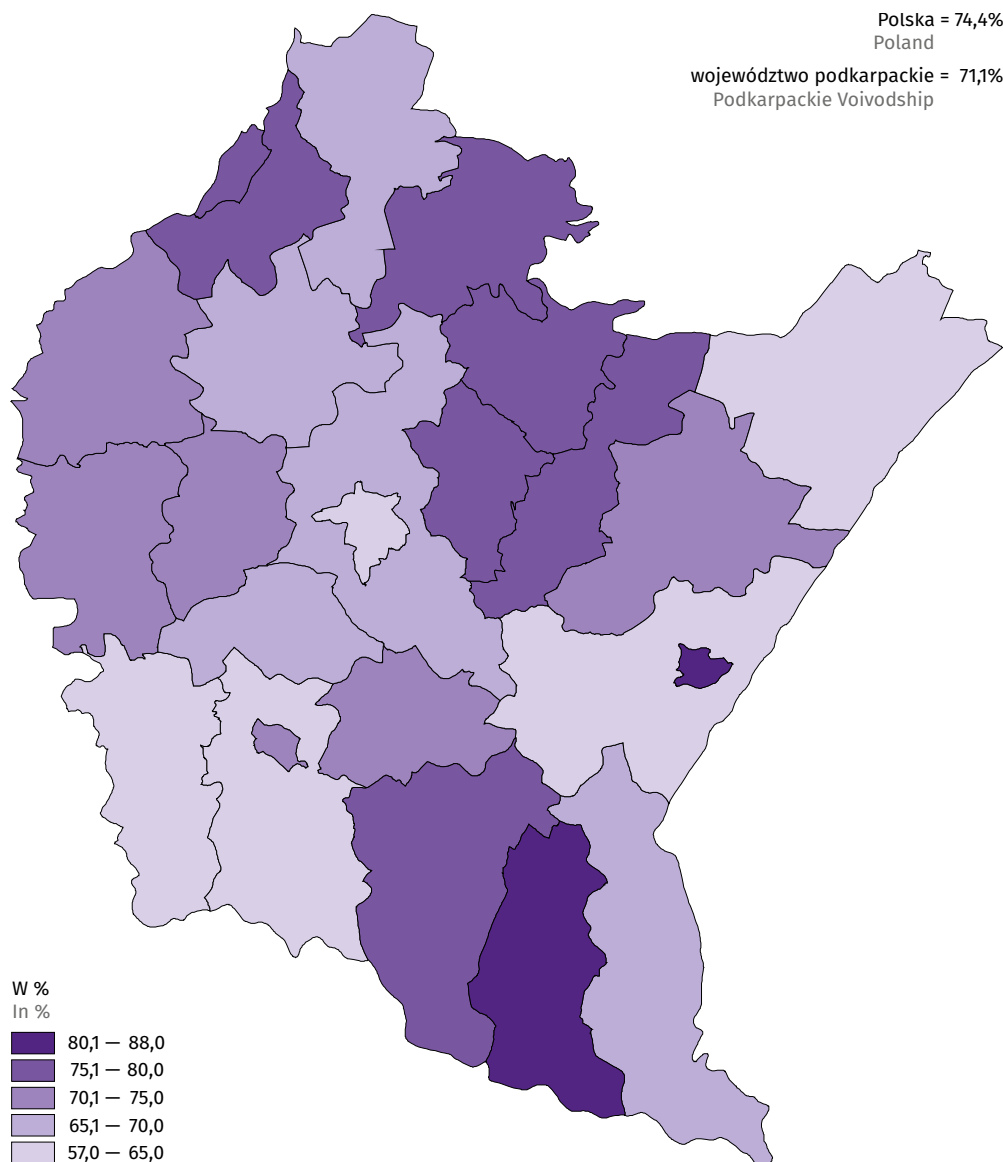 Polska = 74,4%
Poland
województwo podkarpackie = 71,1%
Podkarpackie Voivodship
W %
In %
80,1 — 88,0
75,1 — 80,0
70,1 — 75,0
65,1 — 70,0
57,0 — 65,0